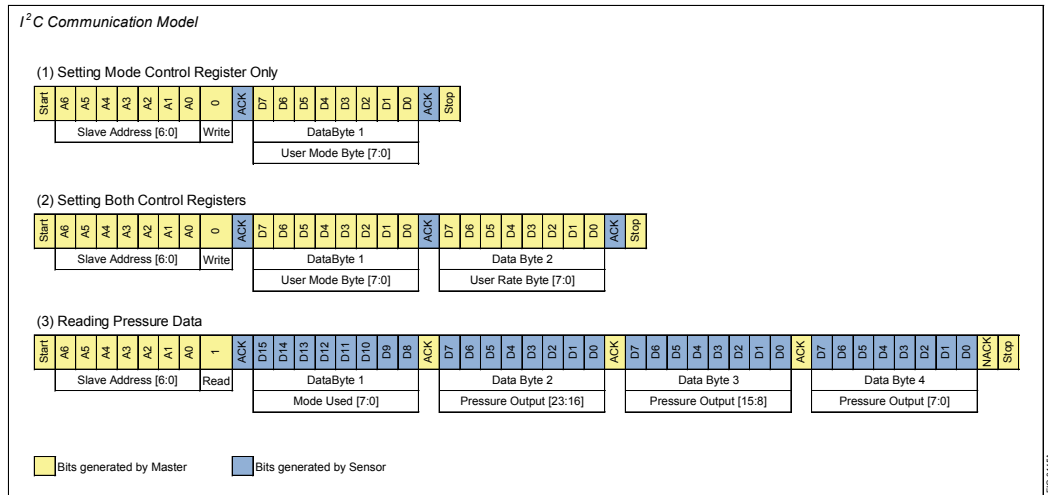 I²C Communication Model
(1) Setting Mode Control Register Only
Start A6 A5 A4 A3 A2 A1 A0 0 ACK D7 D6 D5 D4 D3 D2 D1 D0 ACK Stop
Slave Address [6:0] Write DataByte 1
User Mode Byte [7:0]
(2) Setting Both Control Registers
Start A6 A5 A4 A3 A2 A1 A0 0 ACK D7 D6 D5 D4 D3 D2 D1 D0 ACK D7 D6 D5 D4 D3 D2 D1 D0 ACK Stop
Slave Address [6:0] Write DataByte 1 Data Byte 2
User Mode Byte [7:0] User Rate Byte [7:0]
(3) Reading Pressure Data
Start A6 A5 A4 A3 A2 A1 A0 1 ACK D15 D14 D13 D12 D11 D10 D9 D8 ACK D7 D6 D5 D4 D3 D2 D1 D0 ACK D7 D6 D5 D4 D3 D2 D1 D0 ACK D7 D6 D5 D4 D3 D2 D1 D0 NACK Stop
Slave Address [6:0] Read DataByte 1 Data Byte 2 Data Byte 3 Data Byte 4
Mode Used [7:0] Pressure Output [23:16] Pressure Output [15:8] Pressure Output [7:0]
Bits generated by Master Bits generated by Sensor